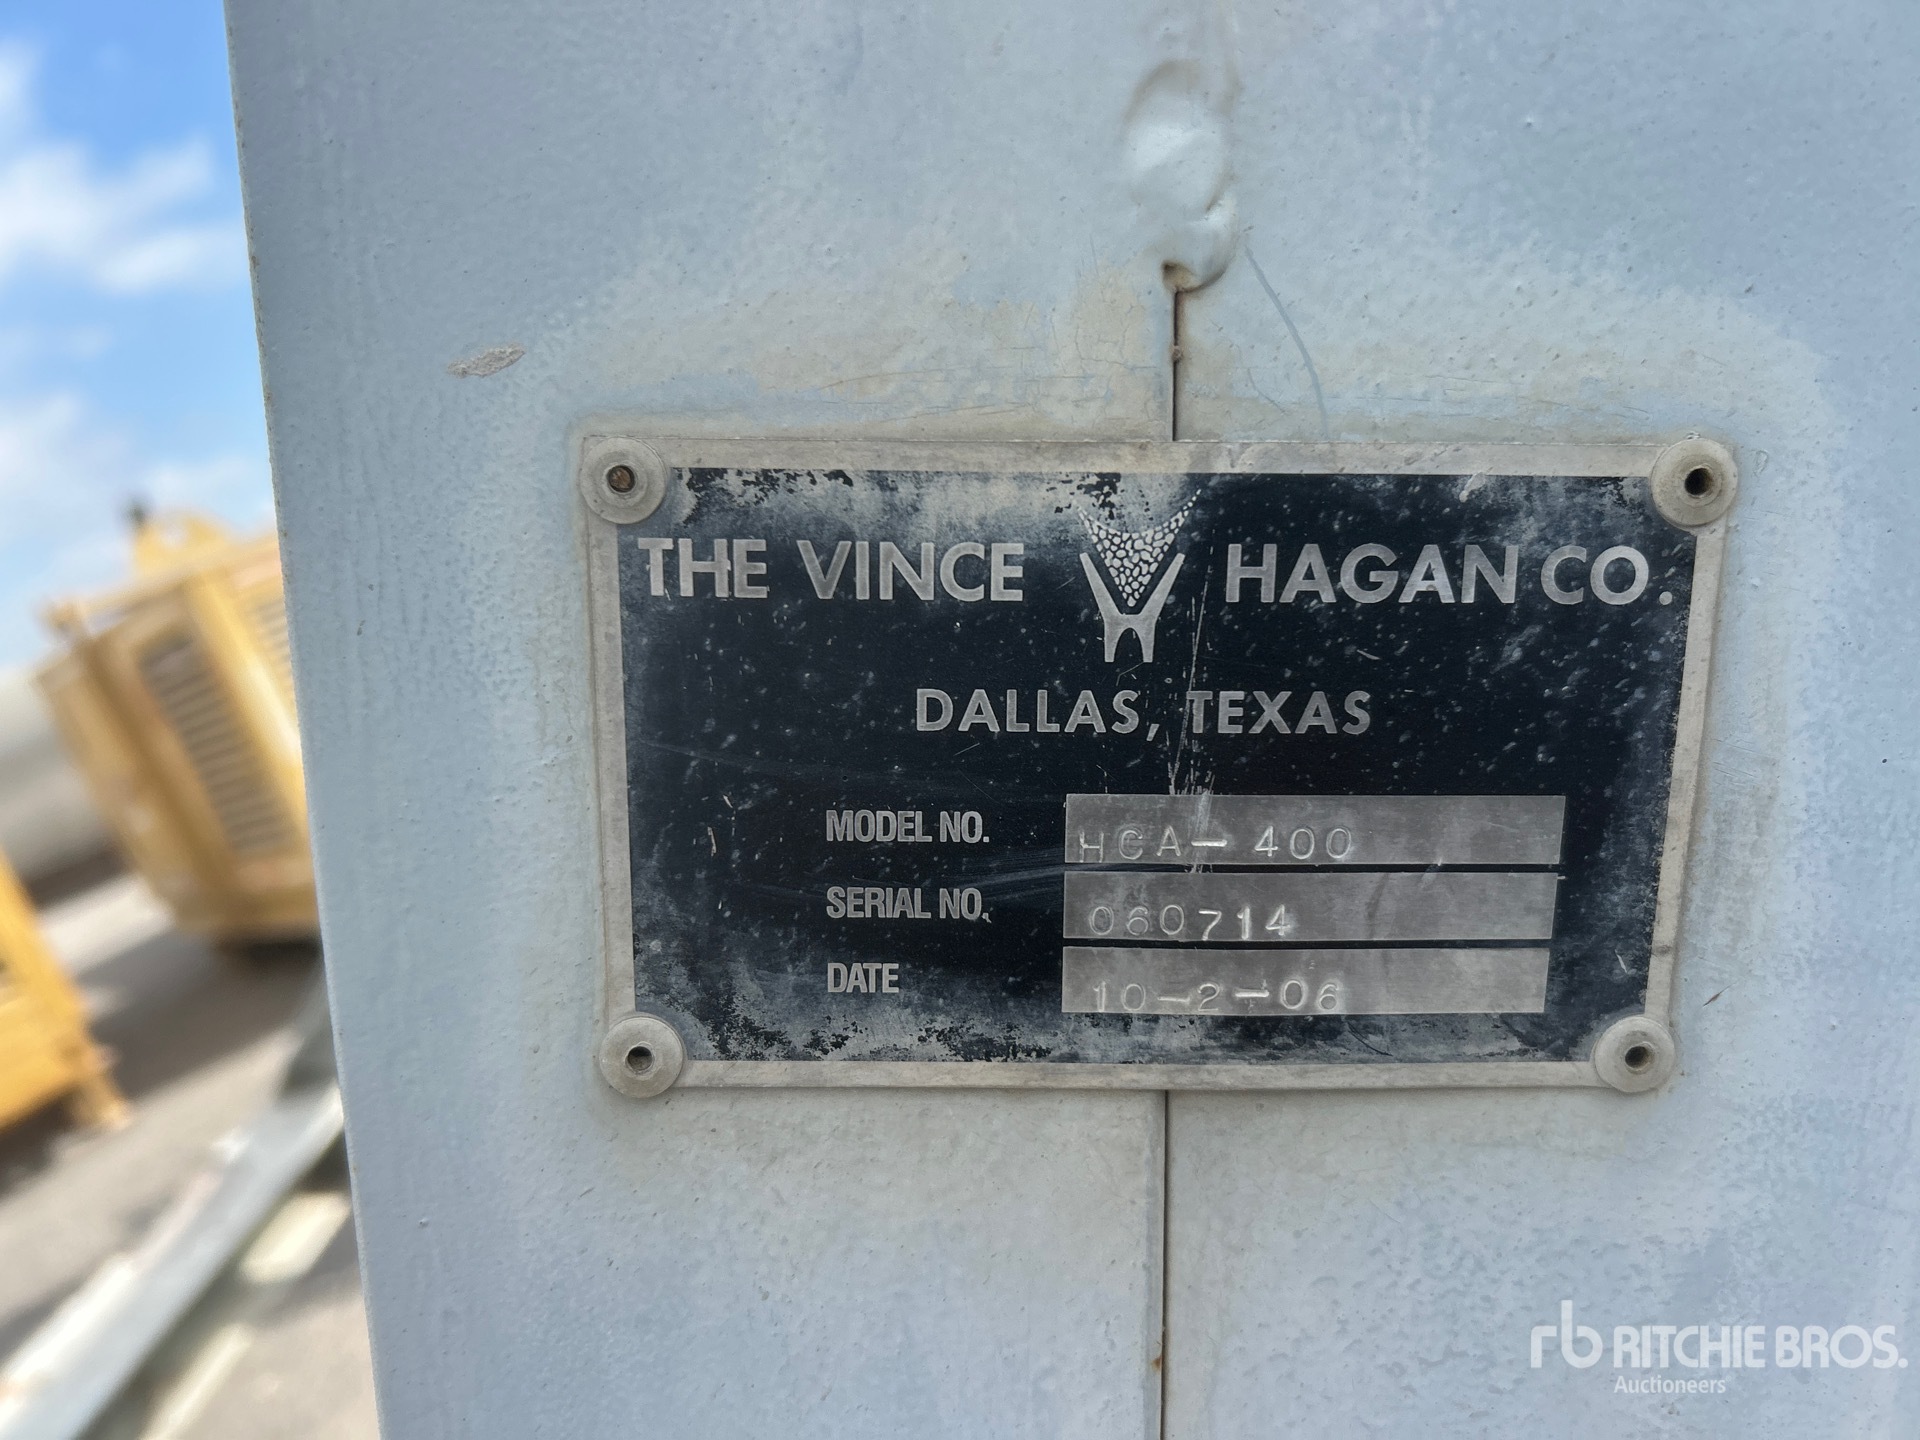 THE VINCE HAGAN CO.
DALLAS, TEXAS
MODEL NO. HCA-400
SERIAL NO. 060714
DATE 10-2-06
rb RITCHIE BROS.
Auctioneers